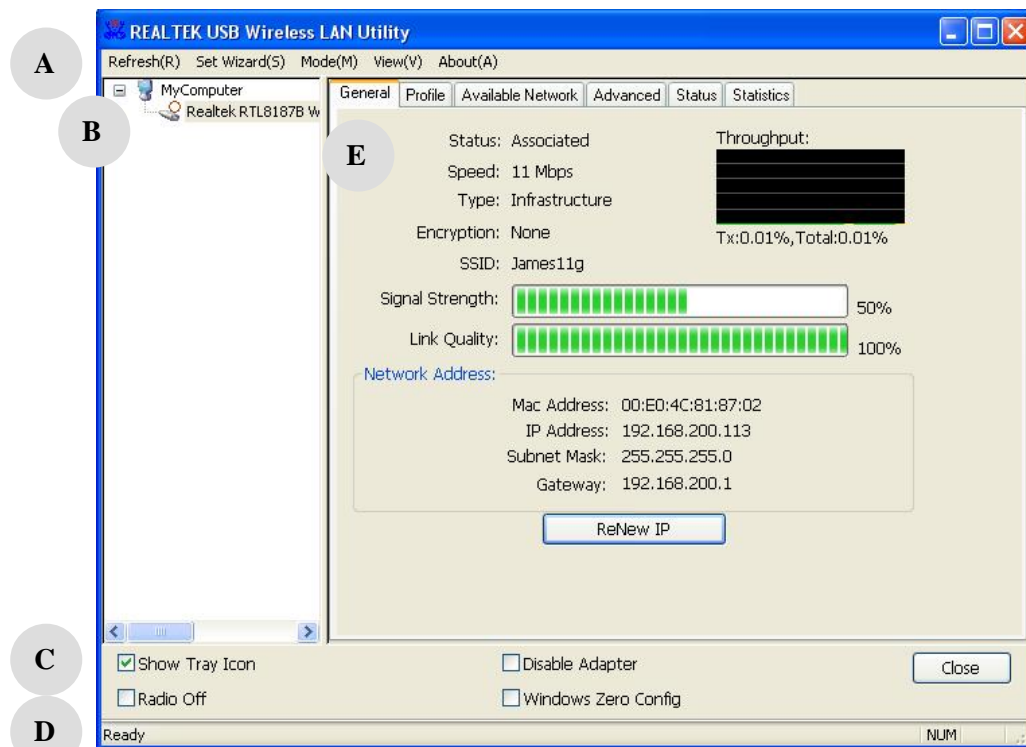 REALTEK USB Wireless LAN Utility
A
Refresh(R) Set Wizard(S) Mode(M) View(V) About(A)
MyComputer
General Profile Available Network Advanced Status Statistics
B
Realtek RTL8187B W
E
Status: Associated
Throughput:
Speed: 11 Mbps
Type: Infrastructure
Encryption: None
Tx:0.01%,Total:0.01%
SSID: James11g
Signal Strength: 50%
Link Quality: 100%
Network Address:
Mac Address: 00:E0:4C:81:87:02
IP Address: 192.168.200.113
Subnet Mask: 255.255.255.0
Gateway: 192.168.200.1
ReNew IP
C
Show Tray Icon Disable Adapter Close
Radio Off Windows Zero Config
D
Ready NUM